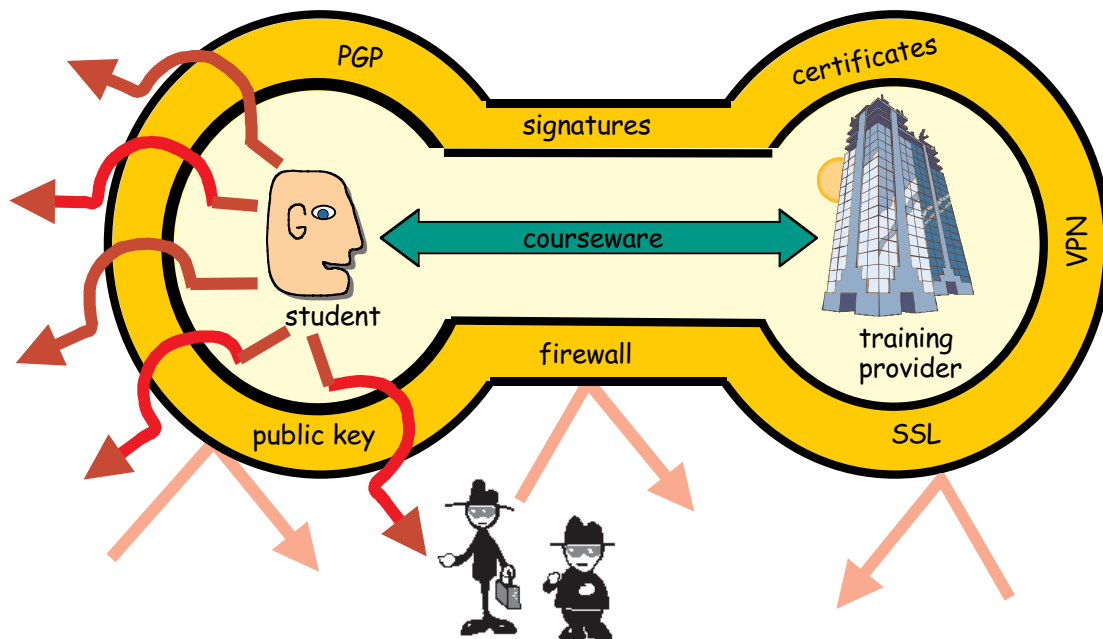 PGP
certificates
signatures
courseware
VPN
student
training
provider
firewall
public key
SSL